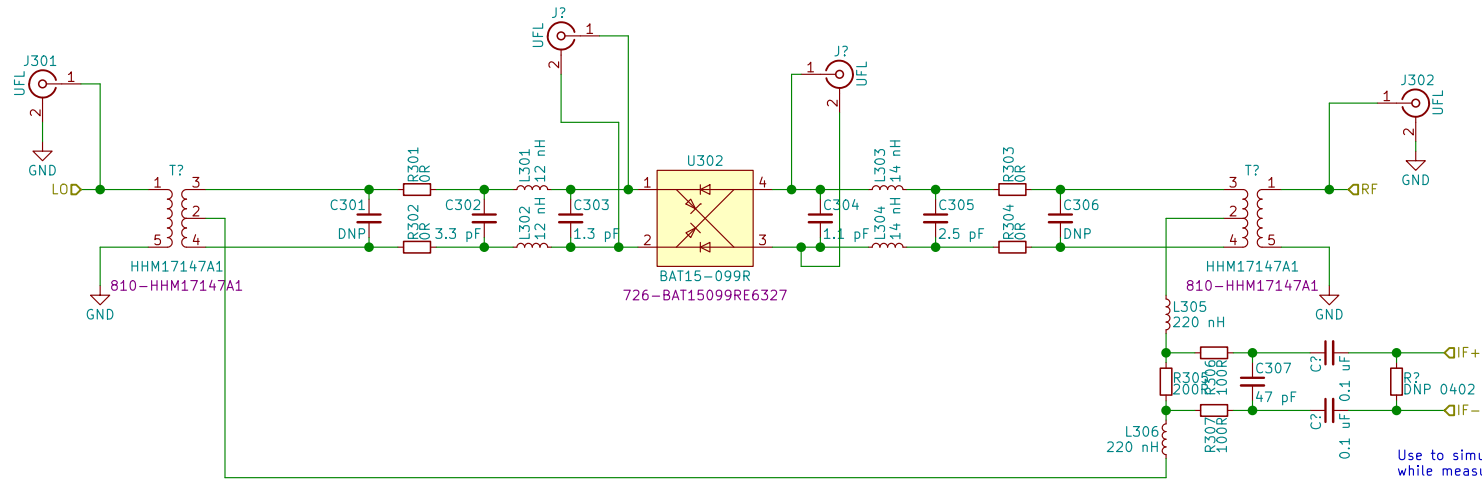 J?
1
UFL
2
J?
1
UFL
2
J301
1
UFL
2
GND
J302
1
UFL
2
GND
LO
T?
1
5
3
2
4
HHM17147A1
810-HHM17147A1
GND
C301
DNP
R301
0R
R302
0R
C302
3.3 pF
L301
12 nH
L302
12 nH
C303
1.3 pF
U302
1
2
4
3
BAT15-099R
726-BAT15099RE6327
C304
1.1 pF
L303
14 nH
L304
14 nH
C305
2.5 pF
R303
0R
R304
0R
C306
DNP
T?
3
2
4
1
5
HHM17147A1
810-HHM17147A1
GND
RF
L305
220 nH
R305
200R
R306
100R
R307
100R
C307
47 pF
C?
0.1 uF
C?
0.1 uF
R?
DNP 0402
IF+
IF-
L306
220 nH
Use to simu
while measu